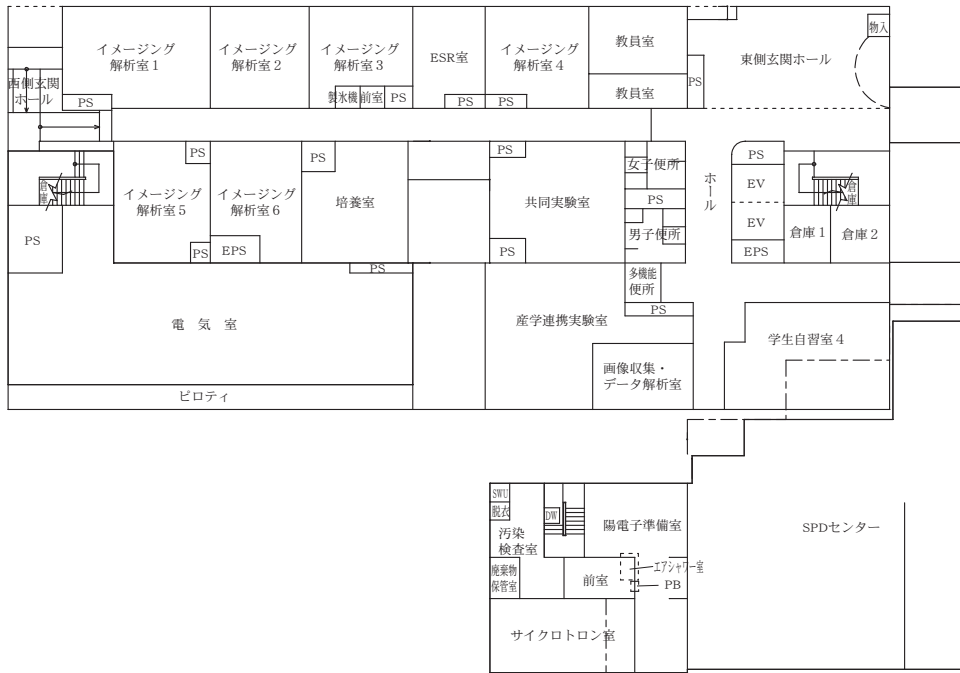 イメージング
解析室1
イメージング
解析室2
イメージング
解析室3
ESR室
イメージング
解析室4
教員室
教員室
物入
東側玄関ホール
西側玄関
ホール
PS
製氷機
前室
PS
PS
PS
PS
PS
イメージング
解析室5
PS
イメージング
解析室6
EPS
PS
培養室
PS
共同実験室
PS
女子便所
PS
男子便所
多機能
便所
PS
ホール
PS
EV
EV
EPS
倉庫
倉庫1
倉庫2
倉庫
PS
PS
電気室
ピロティ
産学連携実験室
画像収集・
データ解析室
学生自習室4
SWU
脱衣
DW
汚染
検査室
陽電子準備室
廃棄物
保管室
前室
エアシャワー室
PB
サイクロトロン室
SPDセンター
PS